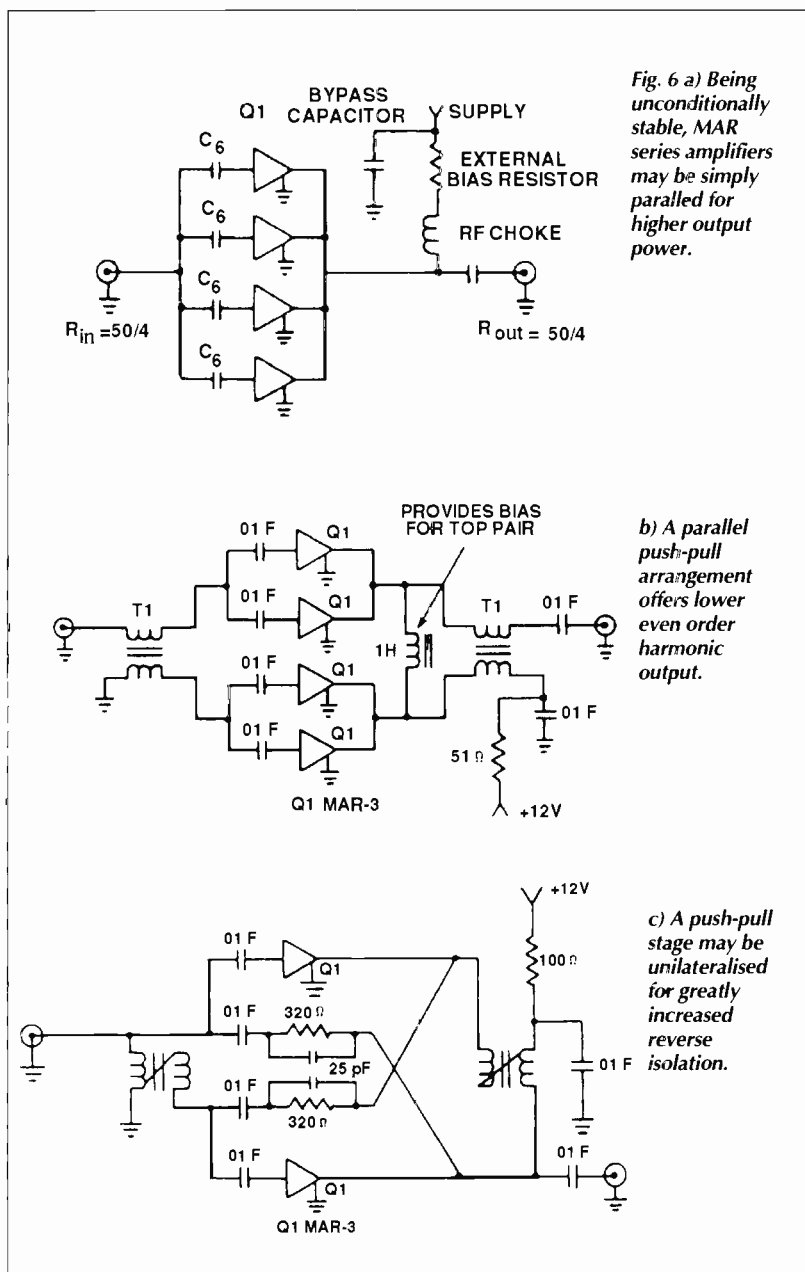 Fig. 6 a) Being
unconditionally
stable, MAR
series amplifiers
may be simply
paralled for
higher output
power.
Q1
BYPASS
CAPACITOR
SUPPLY
EXTERNAL
BIAS RESISTOR
RF CHOKE
C6
C6
C6
C6
Rin =50/4
Rout = 50/4
b) A parallel
push-pull
arrangement
offers lower
even order
harmonic
output.
PROVIDES BIAS
FOR TOP PAIR
01 F
Q1
T1
01 F
Q1
1H
T1
01 F
01 F
Q1
01 F
Q1
01 F
51Ω
+12V
Q1 MAR-3
c) A push-pull
stage may be
unilateralised
for greatly
increased
reverse
isolation.
+12V
100Ω
01 F
Q1
01 F
320Ω
25 pF
01 F
320Ω
01 F
01 F
Q1
01 F
Q1 MAR-3